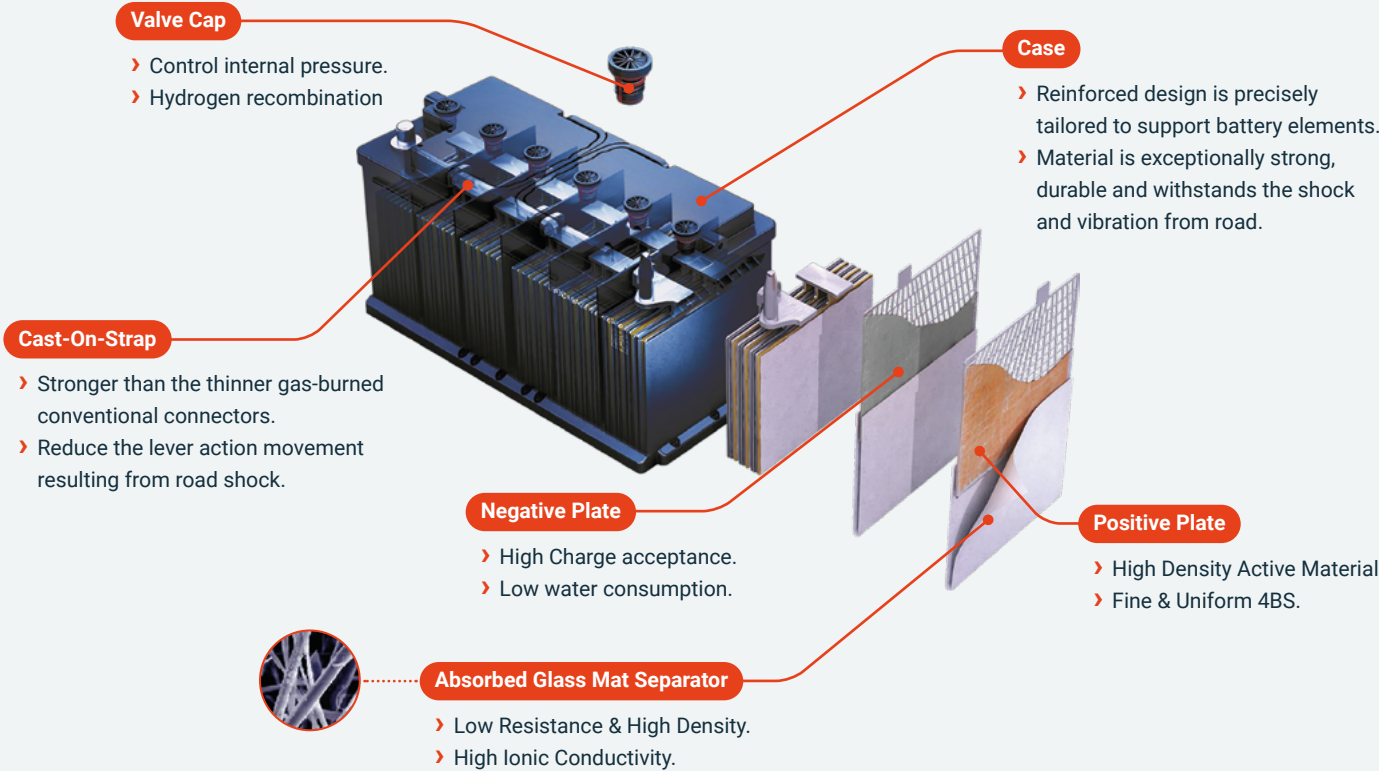 Valve Cap
› Control internal pressure.
› Hydrogen recombination
Case
› Reinforced design is precisely
tailored to support battery elements.
› Material is exceptionally strong,
durable and withstands the shock
and vibration from road.
Cast-On-Strap
› Stronger than the thinner gas-burned
conventional connectors.
› Reduce the lever action movement
resulting from road shock.
Negative Plate
› High Charge acceptance.
› Low water consumption.
Positive Plate
› High Density Active Material
› Fine & Uniform 4BS.
Absorbed Glass Mat Separator
› Low Resistance & High Density.
› High Ionic Conductivity.